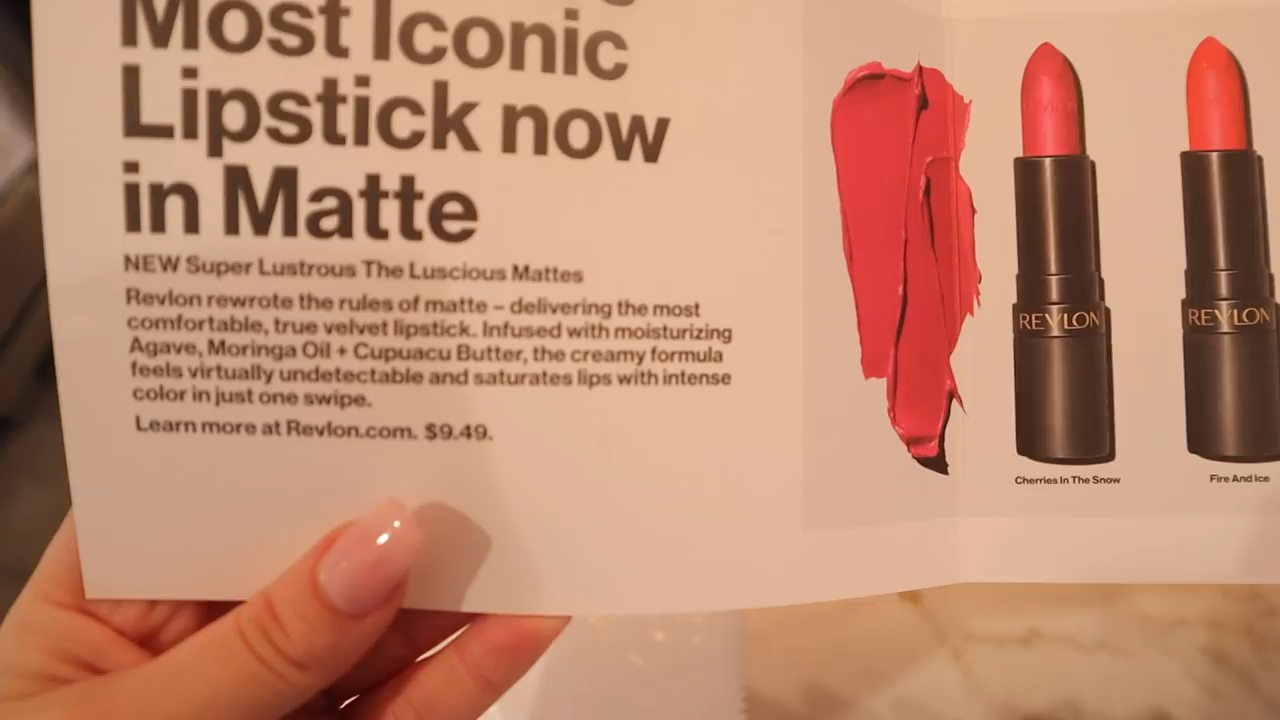 Most Iconic
Lipstick now
in Matte
NEW Super Lustrous The Luscious Mattes
Revlon rewrote the rules of matte – delivering the most
comfortable, true velvet lipstick. Infused with moisturizing
Agave, Moringa Oil + Cupuacu Butter, the creamy formula
feels virtually undetectable and saturates lips with intense
color in just one swipe.
Learn more at Revlon.com. $9.49.
REVLON
REVLON
Cherries In The Snow
Fire And Ice